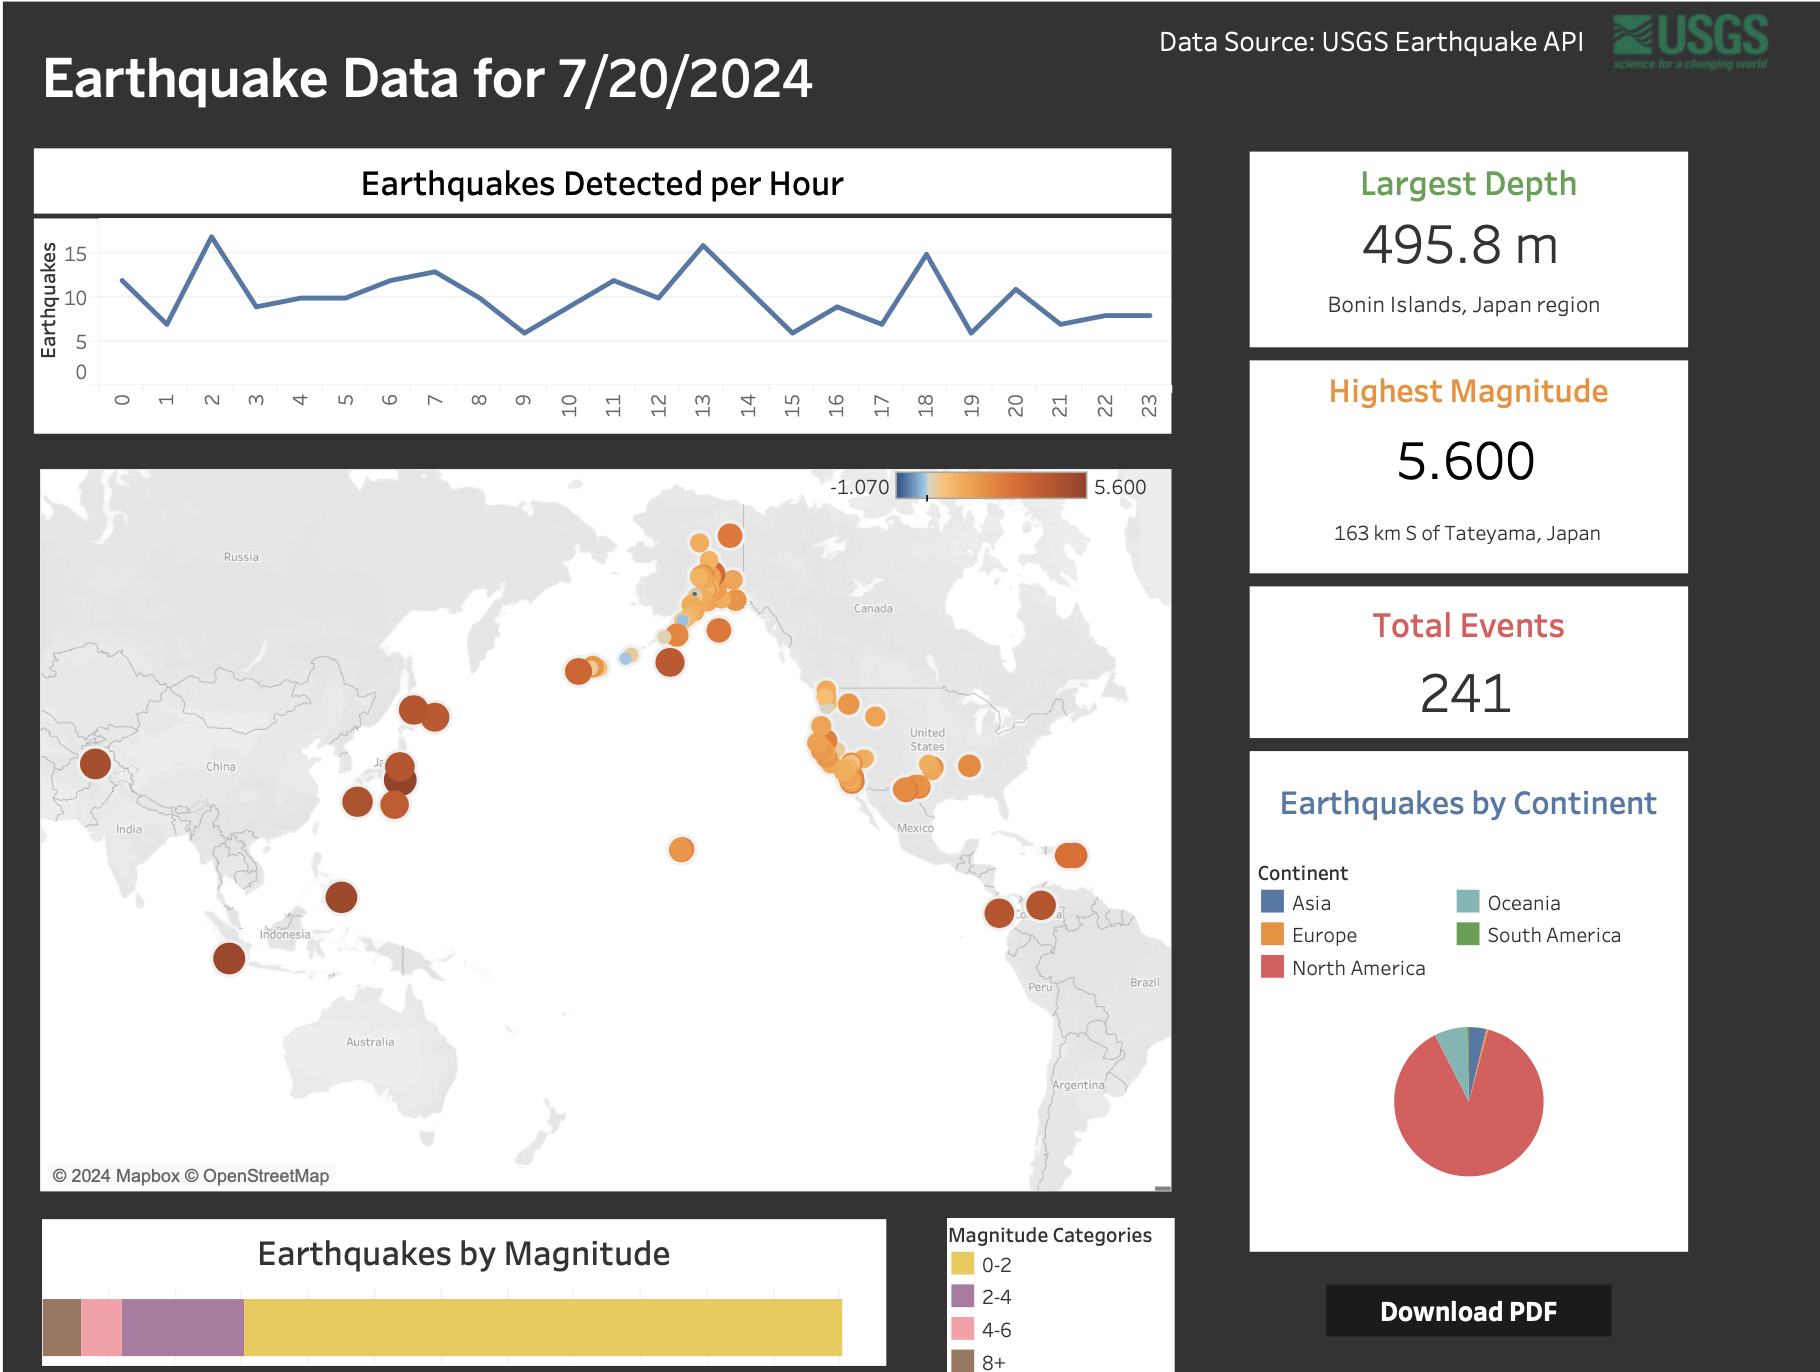 Data Source: USGS Earthquake API
USGS
science for a changing world
Earthquake Data for 7/20/2024
Earthquakes Detected per Hour
Earthquakes
15
10
5
0
0 1 2 3 4 5 6 7 8 9 10 11 12 13 14 15 16 17 18 19 20 21 22 23
Largest Depth
495.8 m
Bonin Islands, Japan region
Highest Magnitude
5.600
163 km S of Tateyama, Japan
Total Events
241
-1.070 5.600
Russia
Canada
United
States
China
India
Mexico
Indonesia
Peru
Brazil
Australia
Argentina
© 2024 Mapbox © OpenStreetMap
Earthquakes by Continent
Continent
Asia Oceania
Europe South America
North America
Earthquakes by Magnitude
Magnitude Categories
0-2
2-4
4-6
8+
Download PDF